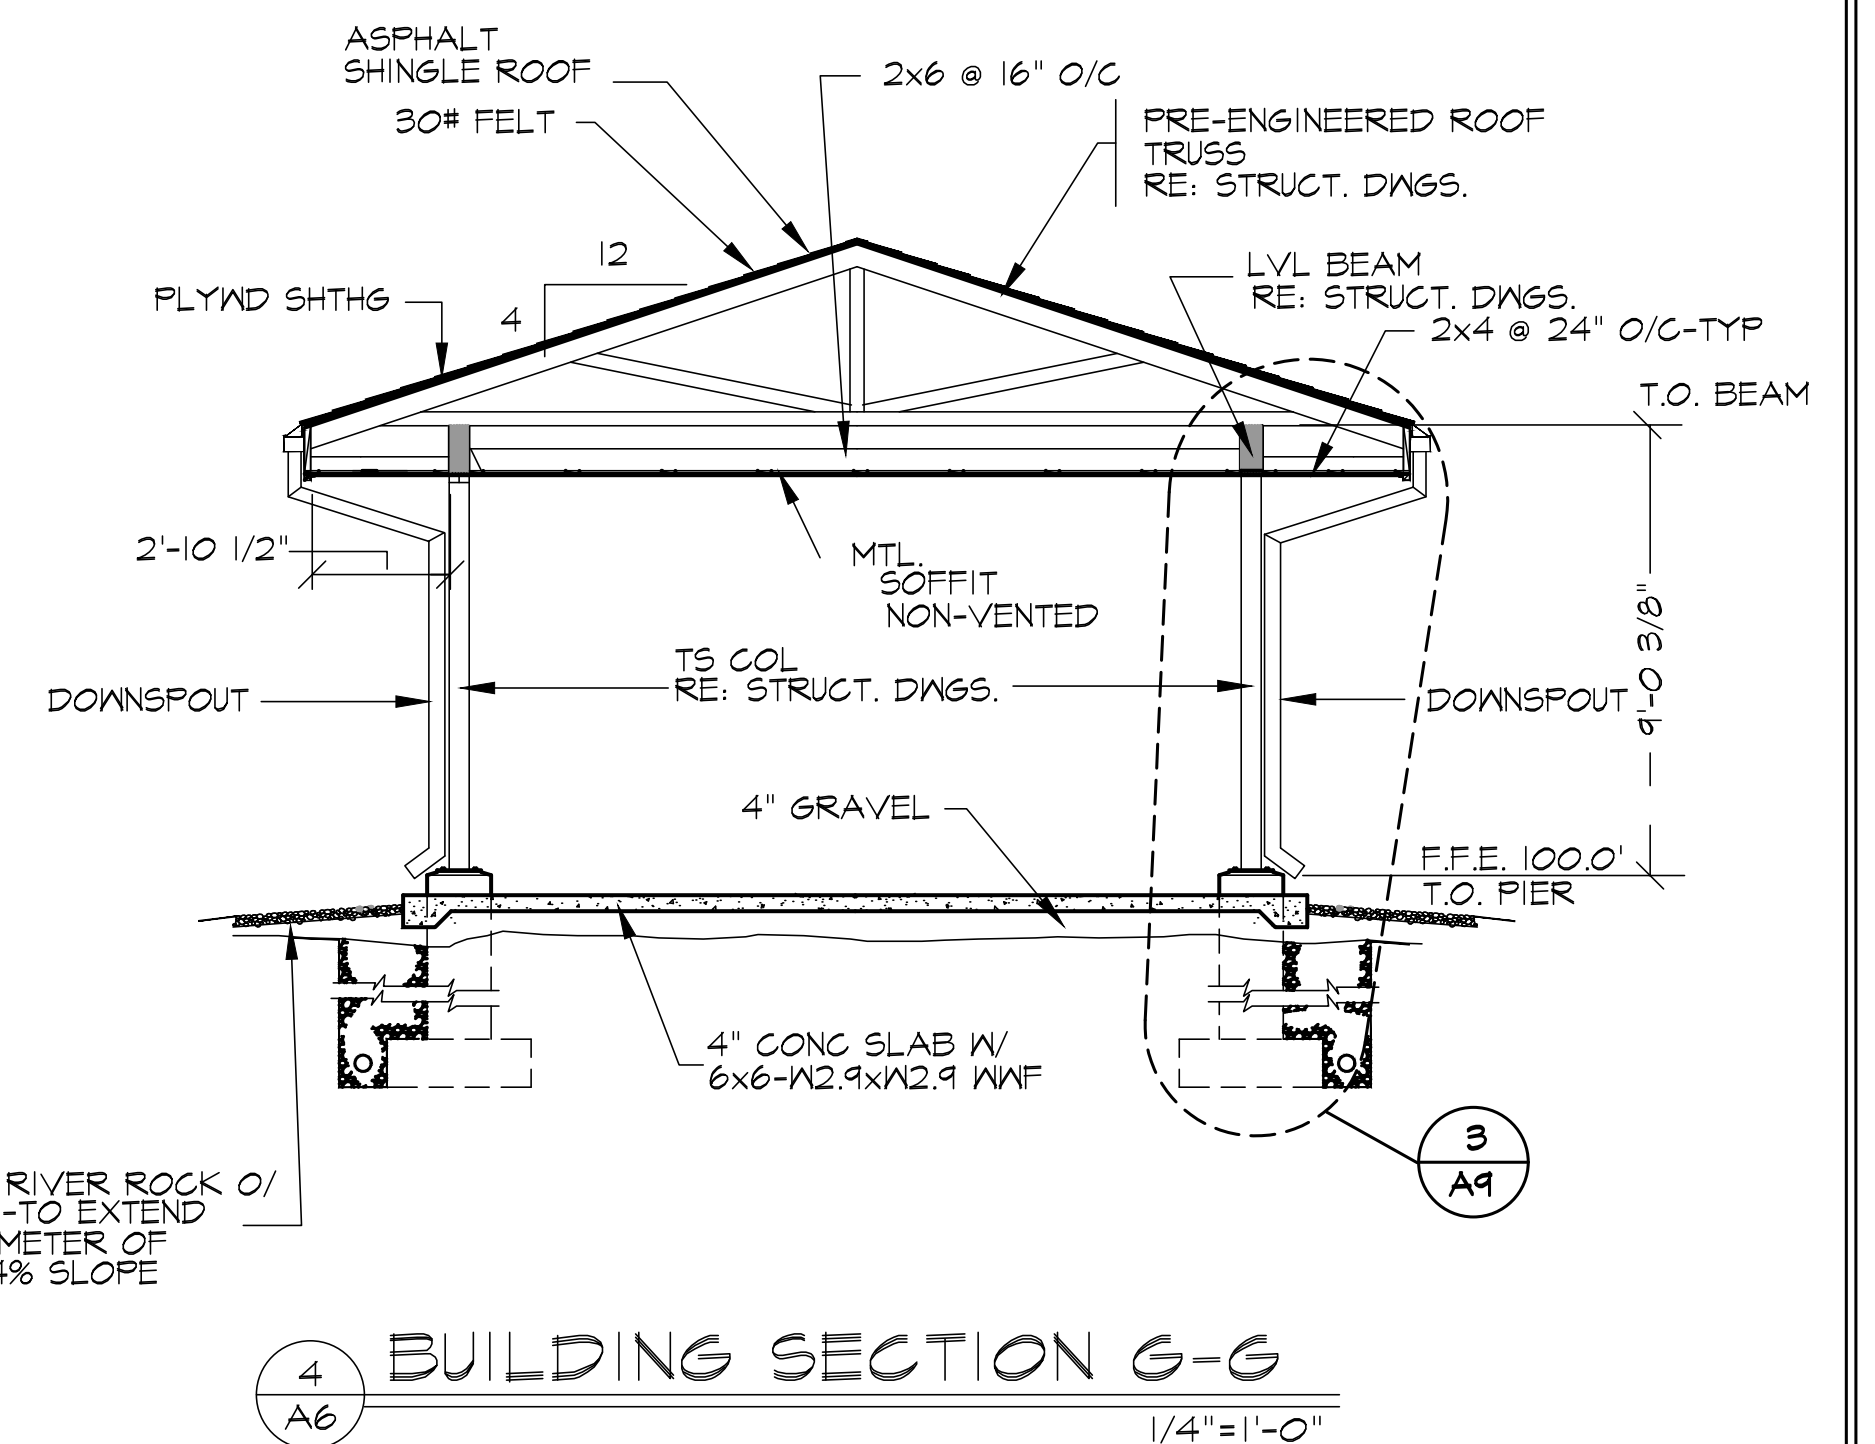 ASPHALT
SHINGLE ROOF
30# FELT
2x6 @ 16" O/C
PRE-ENGINEERED ROOF
TRUSS
RE: STRUCT. DWGS.
12
4
PLYWD SHTHG
LVL BEAM
RE: STRUCT. DWGS.
2x4 @ 24" O/C-TYP
T.O. BEAM
2'-10 1/2"
MTL.
SOFFIT
NON-VENTED
9'-0 3/8"
TS COL
RE: STRUCT. DWGS.
DOWNSPOUT
DOWNSPOUT
4" GRAVEL
F.F.E. 100.0'
T.O. PIER
4" CONC SLAB W/
6x6-W2.9xW2.9 WWF
3
A9
RIVER ROCK O/
-TO EXTEND
METER OF
4% SLOPE
4
A6
BUILDING SECTION G-G
1/4"=1'-0"